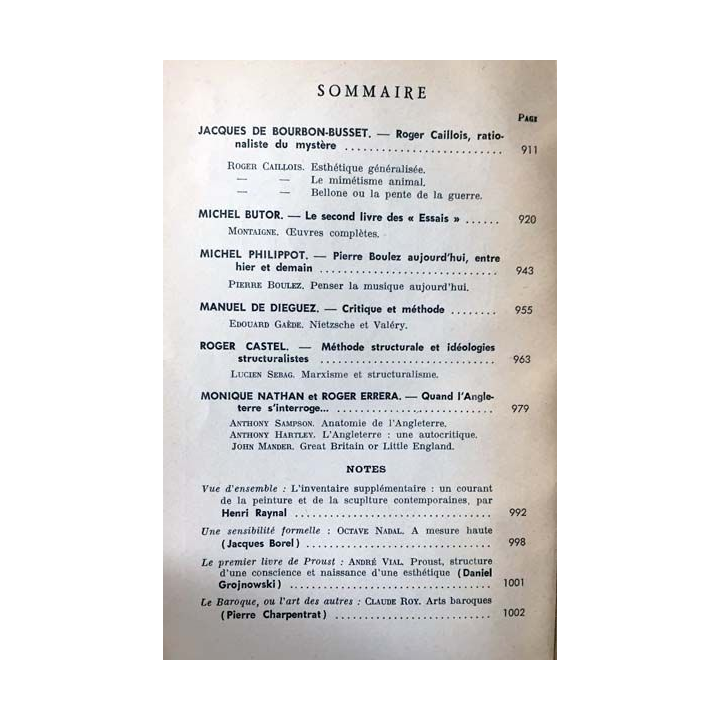 SOMMAIRE
PAGE
JACQUES DE BOURBON-BUSSET. — Roger Caillois, ratio-
naliste du mystère .......................... 911
ROGER CAILLOIS. Esthétique généralisée.
— — Le mimétisme animal.
— — Bellone ou la pente de la guerre.
MICHEL BUTOR. — Le second livre des « Essais » ...... 920
MONTAIGNE. Œuvres complètes.
MICHEL PHILIPPOT. — Pierre Boulez aujourd'hui, entre
hier et demain .............................. 943
PIERRE BOULEZ. Penser la musique aujourd'hui.
MANUEL DE DIEGUEZ. — Critique et méthode ........ 955
EDOUARD GAÈDE. Nietzsche et Valéry.
ROGER CASTEL. — Méthode structurale et idéologies
structuralistes .............................. 963
LUCIEN SEBAG. Marxisme et structuralisme.
MONIQUE NATHAN et ROGER ERRERA. — Quand l'Angle-
terre s'interroge... .......................... 979
ANTHONY SAMPSON. Anatomie de l'Angleterre.
ANTHONY HARTLEY. L'Angleterre : une autocritique.
JOHN MANDER. Great Britain or Little England.
NOTES
Vue d'ensemble : L'inventaire supplémentaire : un courant
de la peinture et de la scuplture contemporaines, par
Henri Raynal ................................ 992
Une sensibilité formelle : OCTAVE NADAL. A mesure haute
(Jacques Borel) .............................. 998
Le premier livre de Proust : ANDRÉ VIAL. Proust, structure
d'une conscience et naissance d'une esthétique (Daniel
Grojnowski) ................................ 1001
Le Baroque, ou l'art des autres : CLAUDE ROY. Arts baroques
(Pierre Charpentrat) .......................... 1002